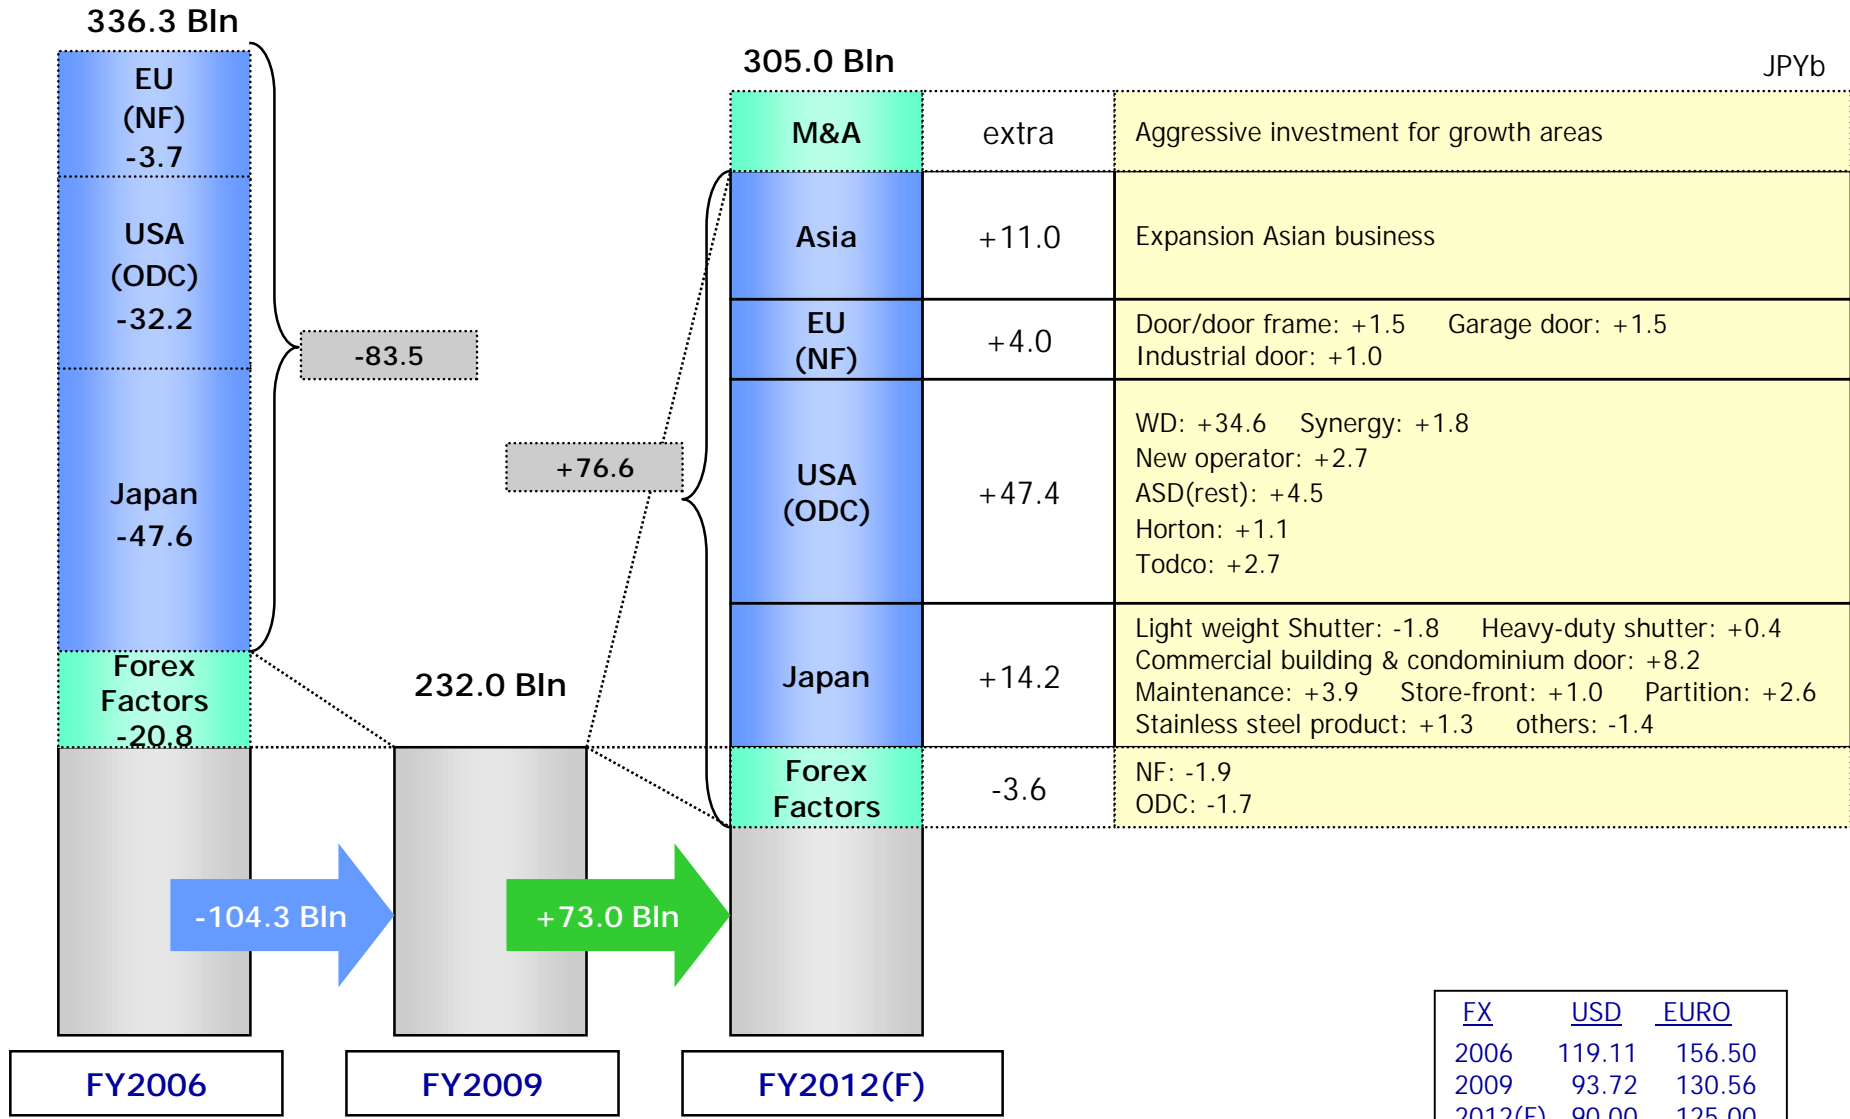 336.3 Bln
EU
(NF)
-3.7
USA
(ODC)
-32.2
Japan
-47.6
Forex
Factors
-20.8
-83.5
-104.3 Bln
FY2006
232.0 Bln
+73.0 Bln
FY2009
+76.6
305.0 Bln
JPYb
M&A extra Aggressive investment for growth areas
Asia +11.0 Expansion Asian business
EU
(NF)
+4.0
Door/door frame: +1.5 Garage door: +1.5
Industrial door: +1.0
USA
(ODC)
+47.4
WD: +34.6 Synergy: +1.8
New operator: +2.7
ASD(rest): +4.5
Horton: +1.1
Todco: +2.7
Japan
+14.2
Light weight Shutter: -1.8 Heavy-duty shutter: +0.4
Commercial building & condominium door: +8.2
Maintenance: +3.9 Store-front: +1.0 Partition: +2.6
Stainless steel product: +1.3 others: -1.4
Forex
Factors
-3.6
NF: -1.9
ODC: -1.7
FY2012(F)
FX USD EURO
2006 119.11 156.50
2009 93.72 130.56
2012(F) 90.00 125.00